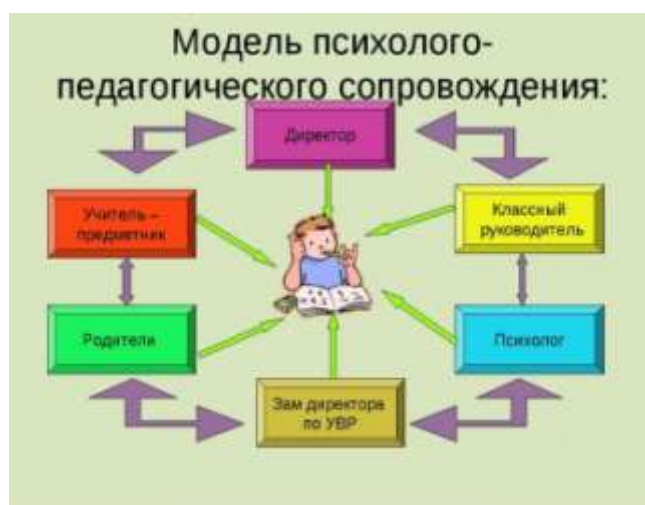 Модель психолого-
педагогического сопровождения:
Директор
Учитель –
предметник
Классный
руководитель
Родители
Психолог
Зам директора
по УВР